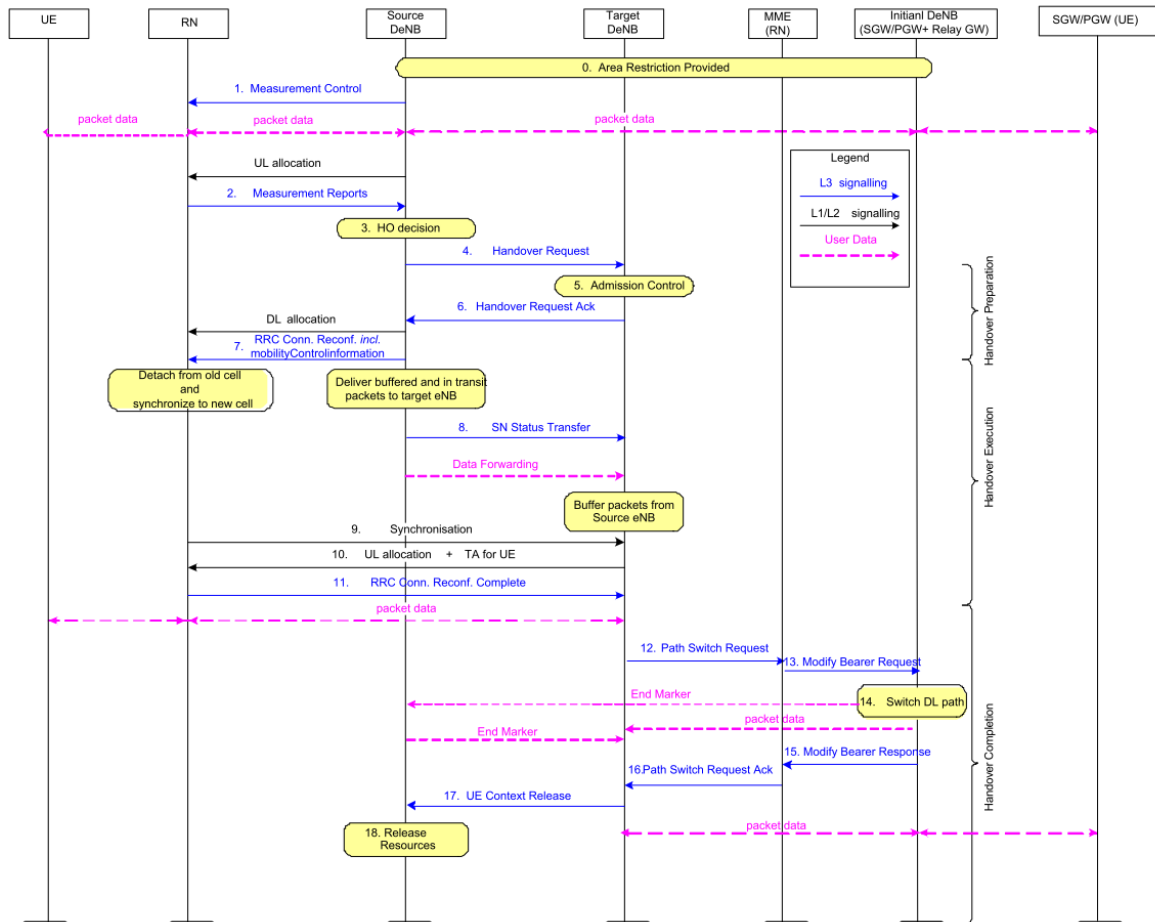 UE
RN
Source
DeNB
Target
DeNB
MME
(RN)
Initianl DeNB
(SGW/PGW+ Relay GW)
SGW/PGW (UE)
0. Area Restriction Provided
1. Measurement Control
packet data
packet data
packet data
Legend
L3 signalling
L1/L2 signalling
User Data
UL allocation
2. Measurement Reports
3. HO decision
4. Handover Request
5. Admission Control
6. Handover Request Ack
DL allocation
7. RRC Conn. Reconf. incl.
mobilityControlinformation
Handover Preparation
Detach from old cell
and
synchronize to new cell
Deliver buffered and in transit
packets to target eNB
8. SN Status Transfer
Data Forwarding
Buffer packets from
Source eNB
9. Synchronisation
10. UL allocation + TA for UE
11. RRC Conn. Reconf. Complete
Handover Execution
packet data
12. Path Switch Request
13. Modify Bearer Request
End Marker
14. Switch DL path
packet data
End Marker
15. Modify Bearer Response
16.Path Switch Request Ack
17. UE Context Release
18. Release
Resources
packet data
Handover Completion